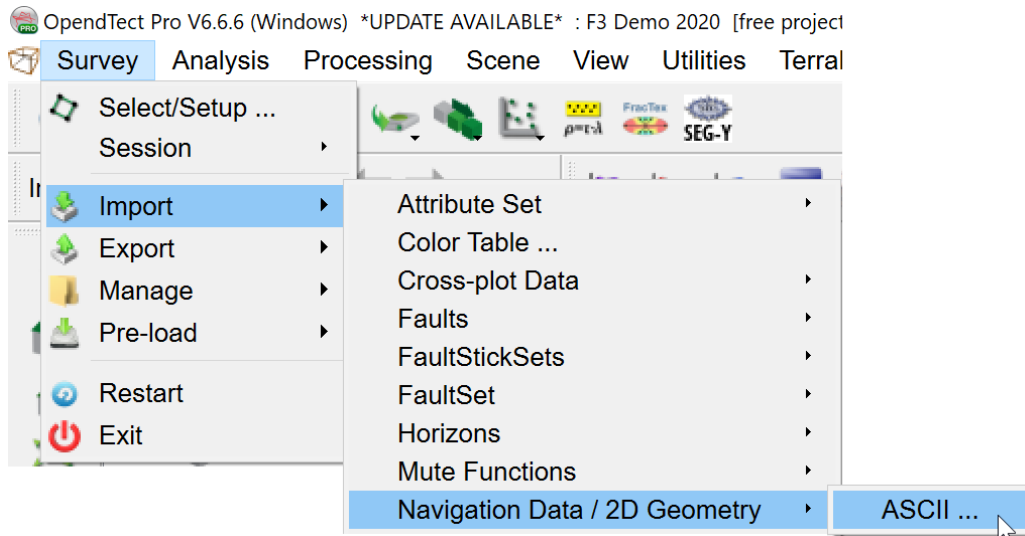 OpendTect Pro V6.6.6 (Windows) *UPDATE AVAILABLE* : F3 Demo 2020 [free project
Survey Analysis Processing Scene View Utilities Terral
Select/Setup ...
Session
ρ=τ·λ FracTex SEG-Y
Import
Export
Manage
Pre-load
Restart
Exit
Attribute Set
Color Table ...
Cross-plot Data
Faults
FaultStickSets
FaultSet
Horizons
Mute Functions
Navigation Data / 2D Geometry
ASCII ...